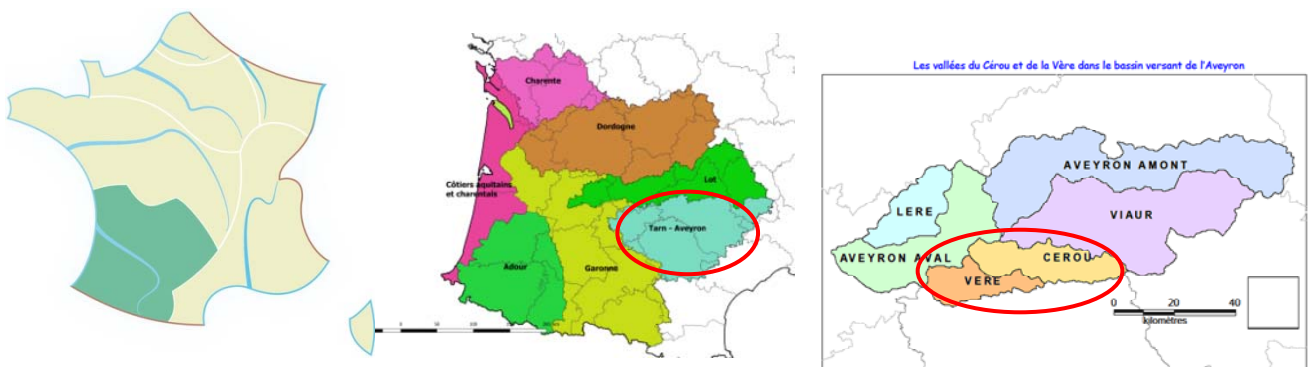 Charente
Dordogne
Côtiers aquitains
et charentais
Lot
Tarn - Aveyron
Adour
Garonne
Les vallées du Cérou et de la Vère dans le bassin versant de l'Aveyron
AVEYRON AMONT
LERE
VIAUR
AVEYRON AVAL
CEROU
VERE
0 20 40
kilomètres